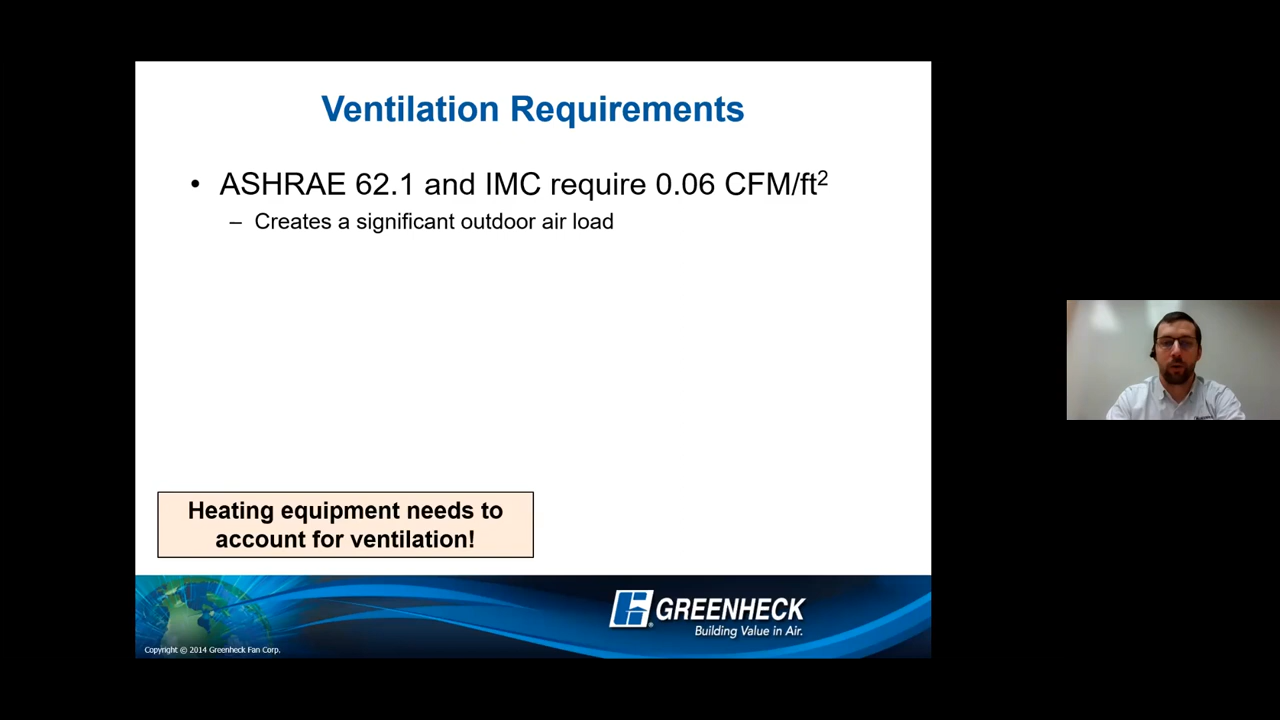 Ventilation Requirements
• ASHRAE 62.1 and IMC require 0.06 CFM/ft²
– Creates a significant outdoor air load
Heating equipment needs to
account for ventilation!
GREENHECK
Building Value in Air.
Copyright © 2014 Greenheck Fan Corp.